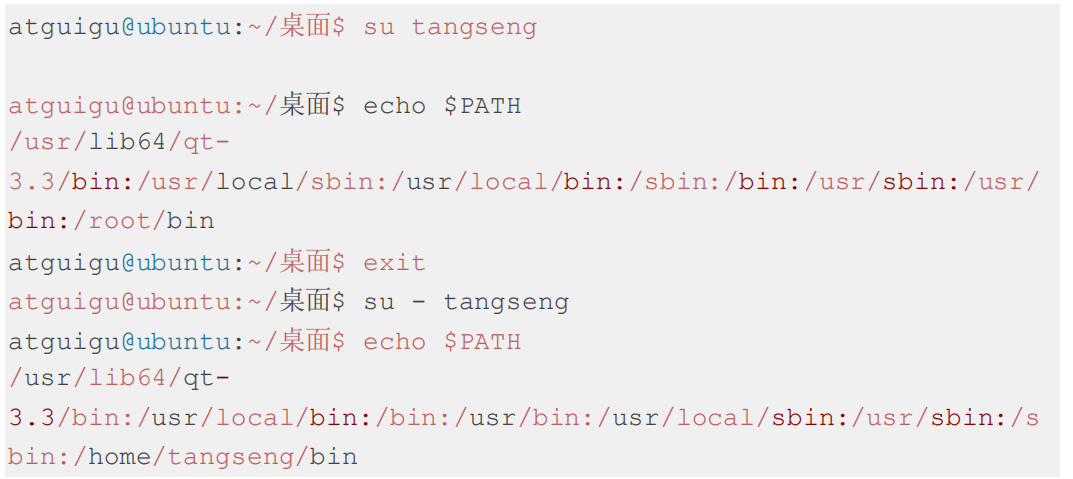 atguigu@ubuntu:~/桌面$ su tangseng
atguigu@ubuntu:~/桌面$ echo $PATH
/usr/lib64/qt-
3.3/bin:/usr/local/sbin:/usr/local/bin:/sbin:/bin:/usr/sbin:/usr/
bin:/root/bin
atguigu@ubuntu:~/桌面$ exit
atguigu@ubuntu:~/桌面$ su - tangseng
atguigu@ubuntu:~/桌面$ echo $PATH
/usr/lib64/qt-
3.3/bin:/usr/local/bin:/bin:/usr/bin:/usr/local/sbin:/usr/sbin:/s
bin:/home/tangseng/bin